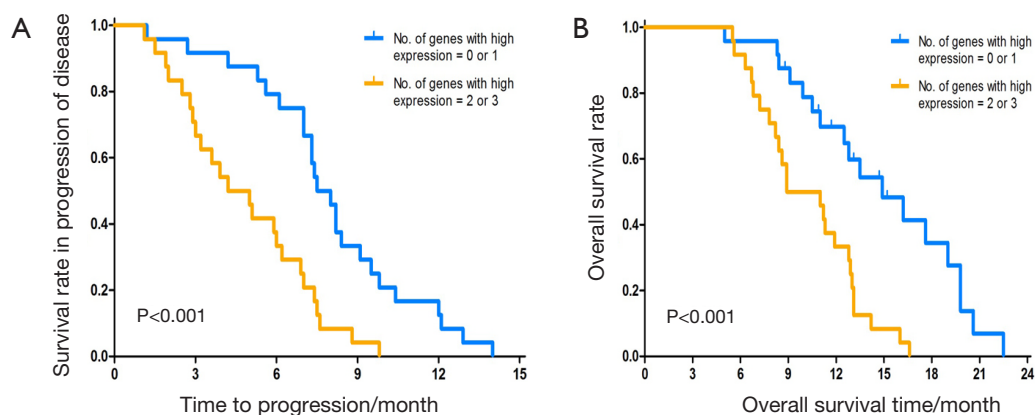 A
Survival rate in progression of disease
1.0
0.8
0.6
0.4
0.2
0.0
No. of genes with high
expression = 0 or 1
No. of genes with high
expression = 2 or 3
P<0.001
0 3 6 9 12 15
Time to progression/month
B
Overall survival rate
1.0
0.8
0.6
0.4
0.2
0.0
No. of genes with high
expression = 0 or 1
No. of genes with high
expression = 2 or 3
P<0.001
0 3 6 9 12 15 18 21 24
Overall survival time/month